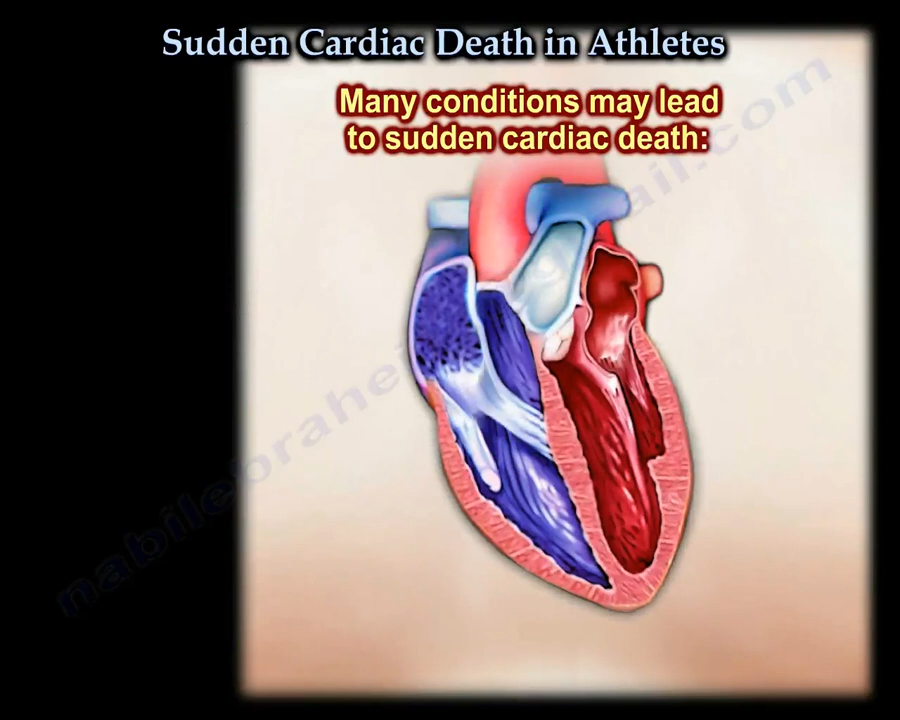 Sudden Cardiac Death in Athletes
Many conditions may lead
to sudden cardiac death: